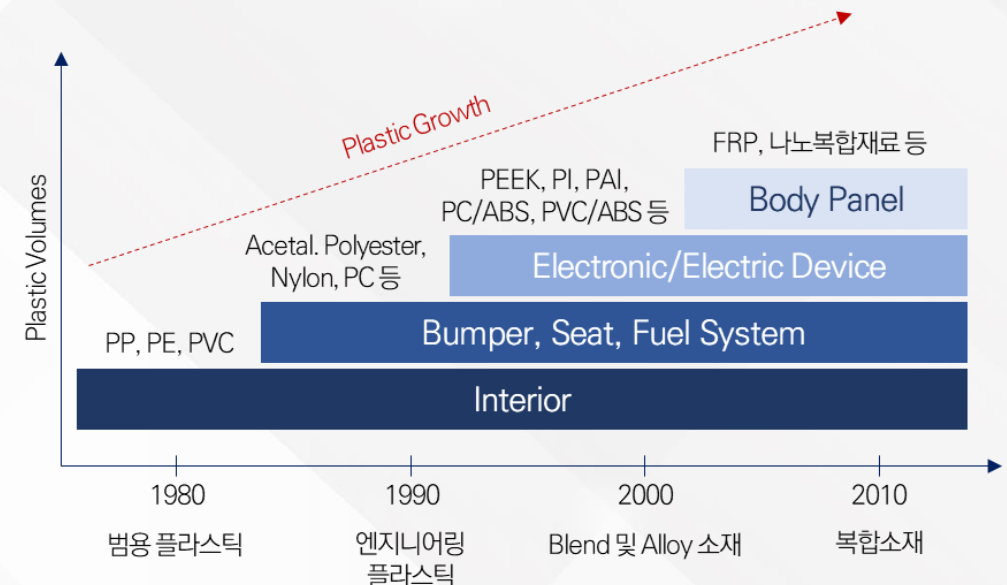 Plastic Growth
FRP, 나노복합재료 등
PEEK, PI, PAI,
PC/ABS, PVC/ABS 등
Body Panel
Acetal. Polyester,
Nylon, PC 등
Electronic/Electric Device
Plastic Volumes
PP, PE, PVC
Bumper, Seat, Fuel System
Interior
1980
1990
2000
2010
범용 플라스틱
엔지니어링
플라스틱
Blend 및 Alloy 소재
복합소재